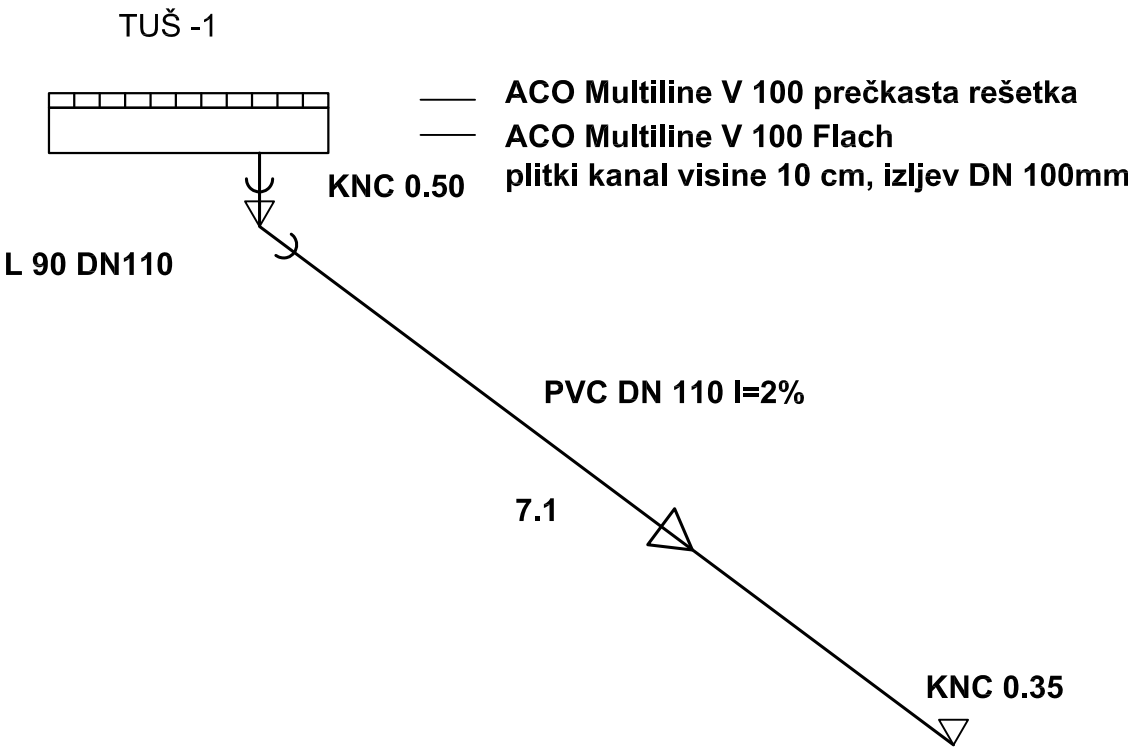 TUŠ -1
ACO Multiline V 100 prečkasta rešetka
ACO Multiline V 100 Flach
plitki kanal visine 10 cm, izljev DN 100mm
KNC 0.50
L 90 DN110
PVC DN 110 I=2%
7.1
KNC 0.35